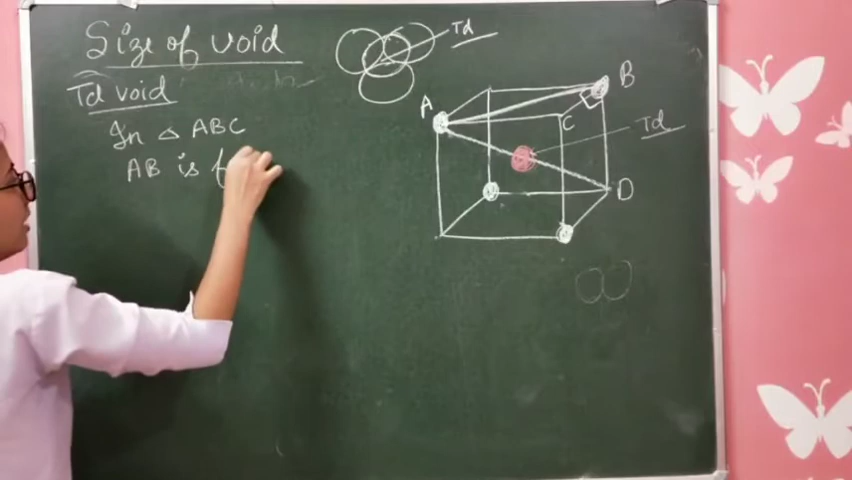 Size of void
Td
Td void
In △ ABC
AB is f
A
B
C
Td
D